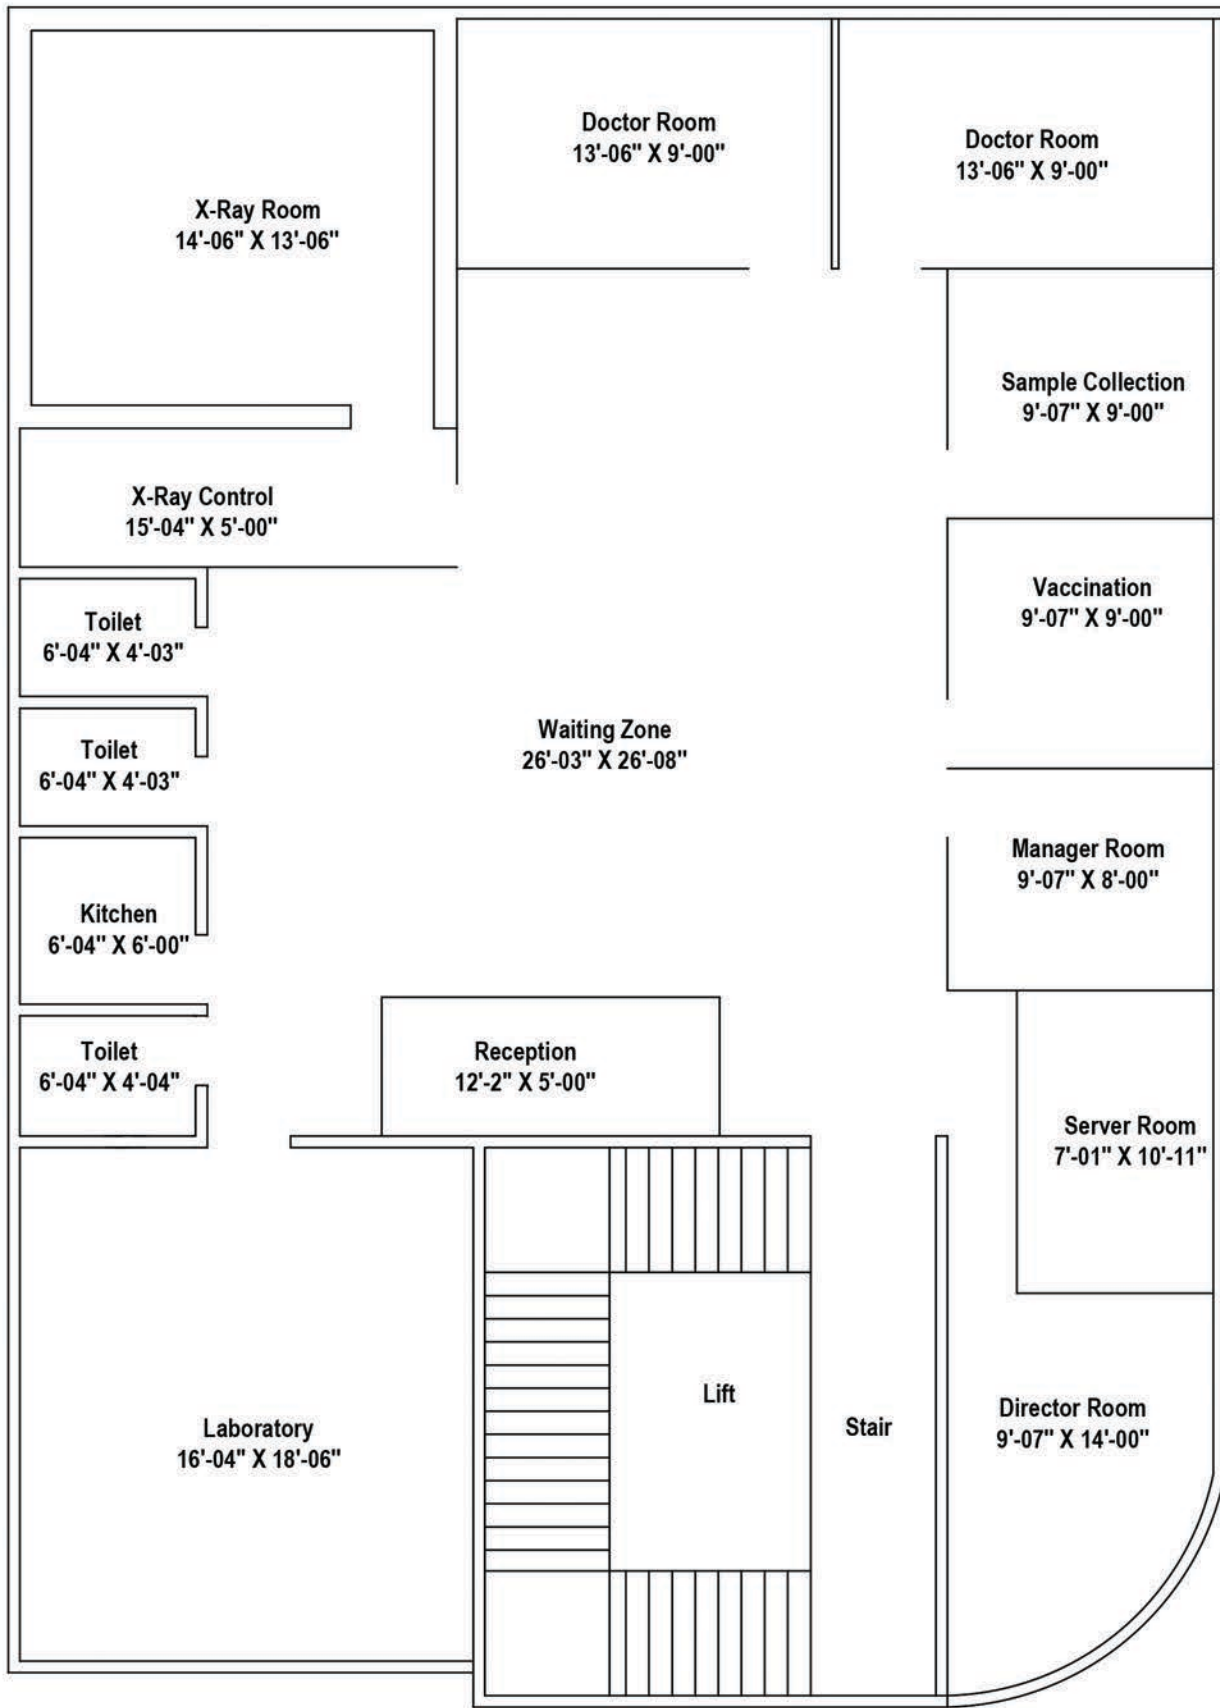 Doctor Room
13'-06" X 9'-00"
Doctor Room
13'-06" X 9'-00"
X-Ray Room
14'-06" X 13'-06"
Sample Collection
9'-07" X 9'-00"
X-Ray Control
15'-04" X 5'-00"
Vaccination
9'-07" X 9'-00"
Toilet
6'-04" X 4'-03"
Waiting Zone
26'-03" X 26'-08"
Toilet
6'-04" X 4'-03"
Manager Room
9'-07" X 8'-00"
Kitchen
6'-04" X 6'-00"
Toilet
6'-04" X 4'-04"
Reception
12'-2" X 5'-00"
Server Room
7'-01" X 10'-11"
Lift
Stair
Director Room
9'-07" X 14'-00"
Laboratory
16'-04" X 18'-06"